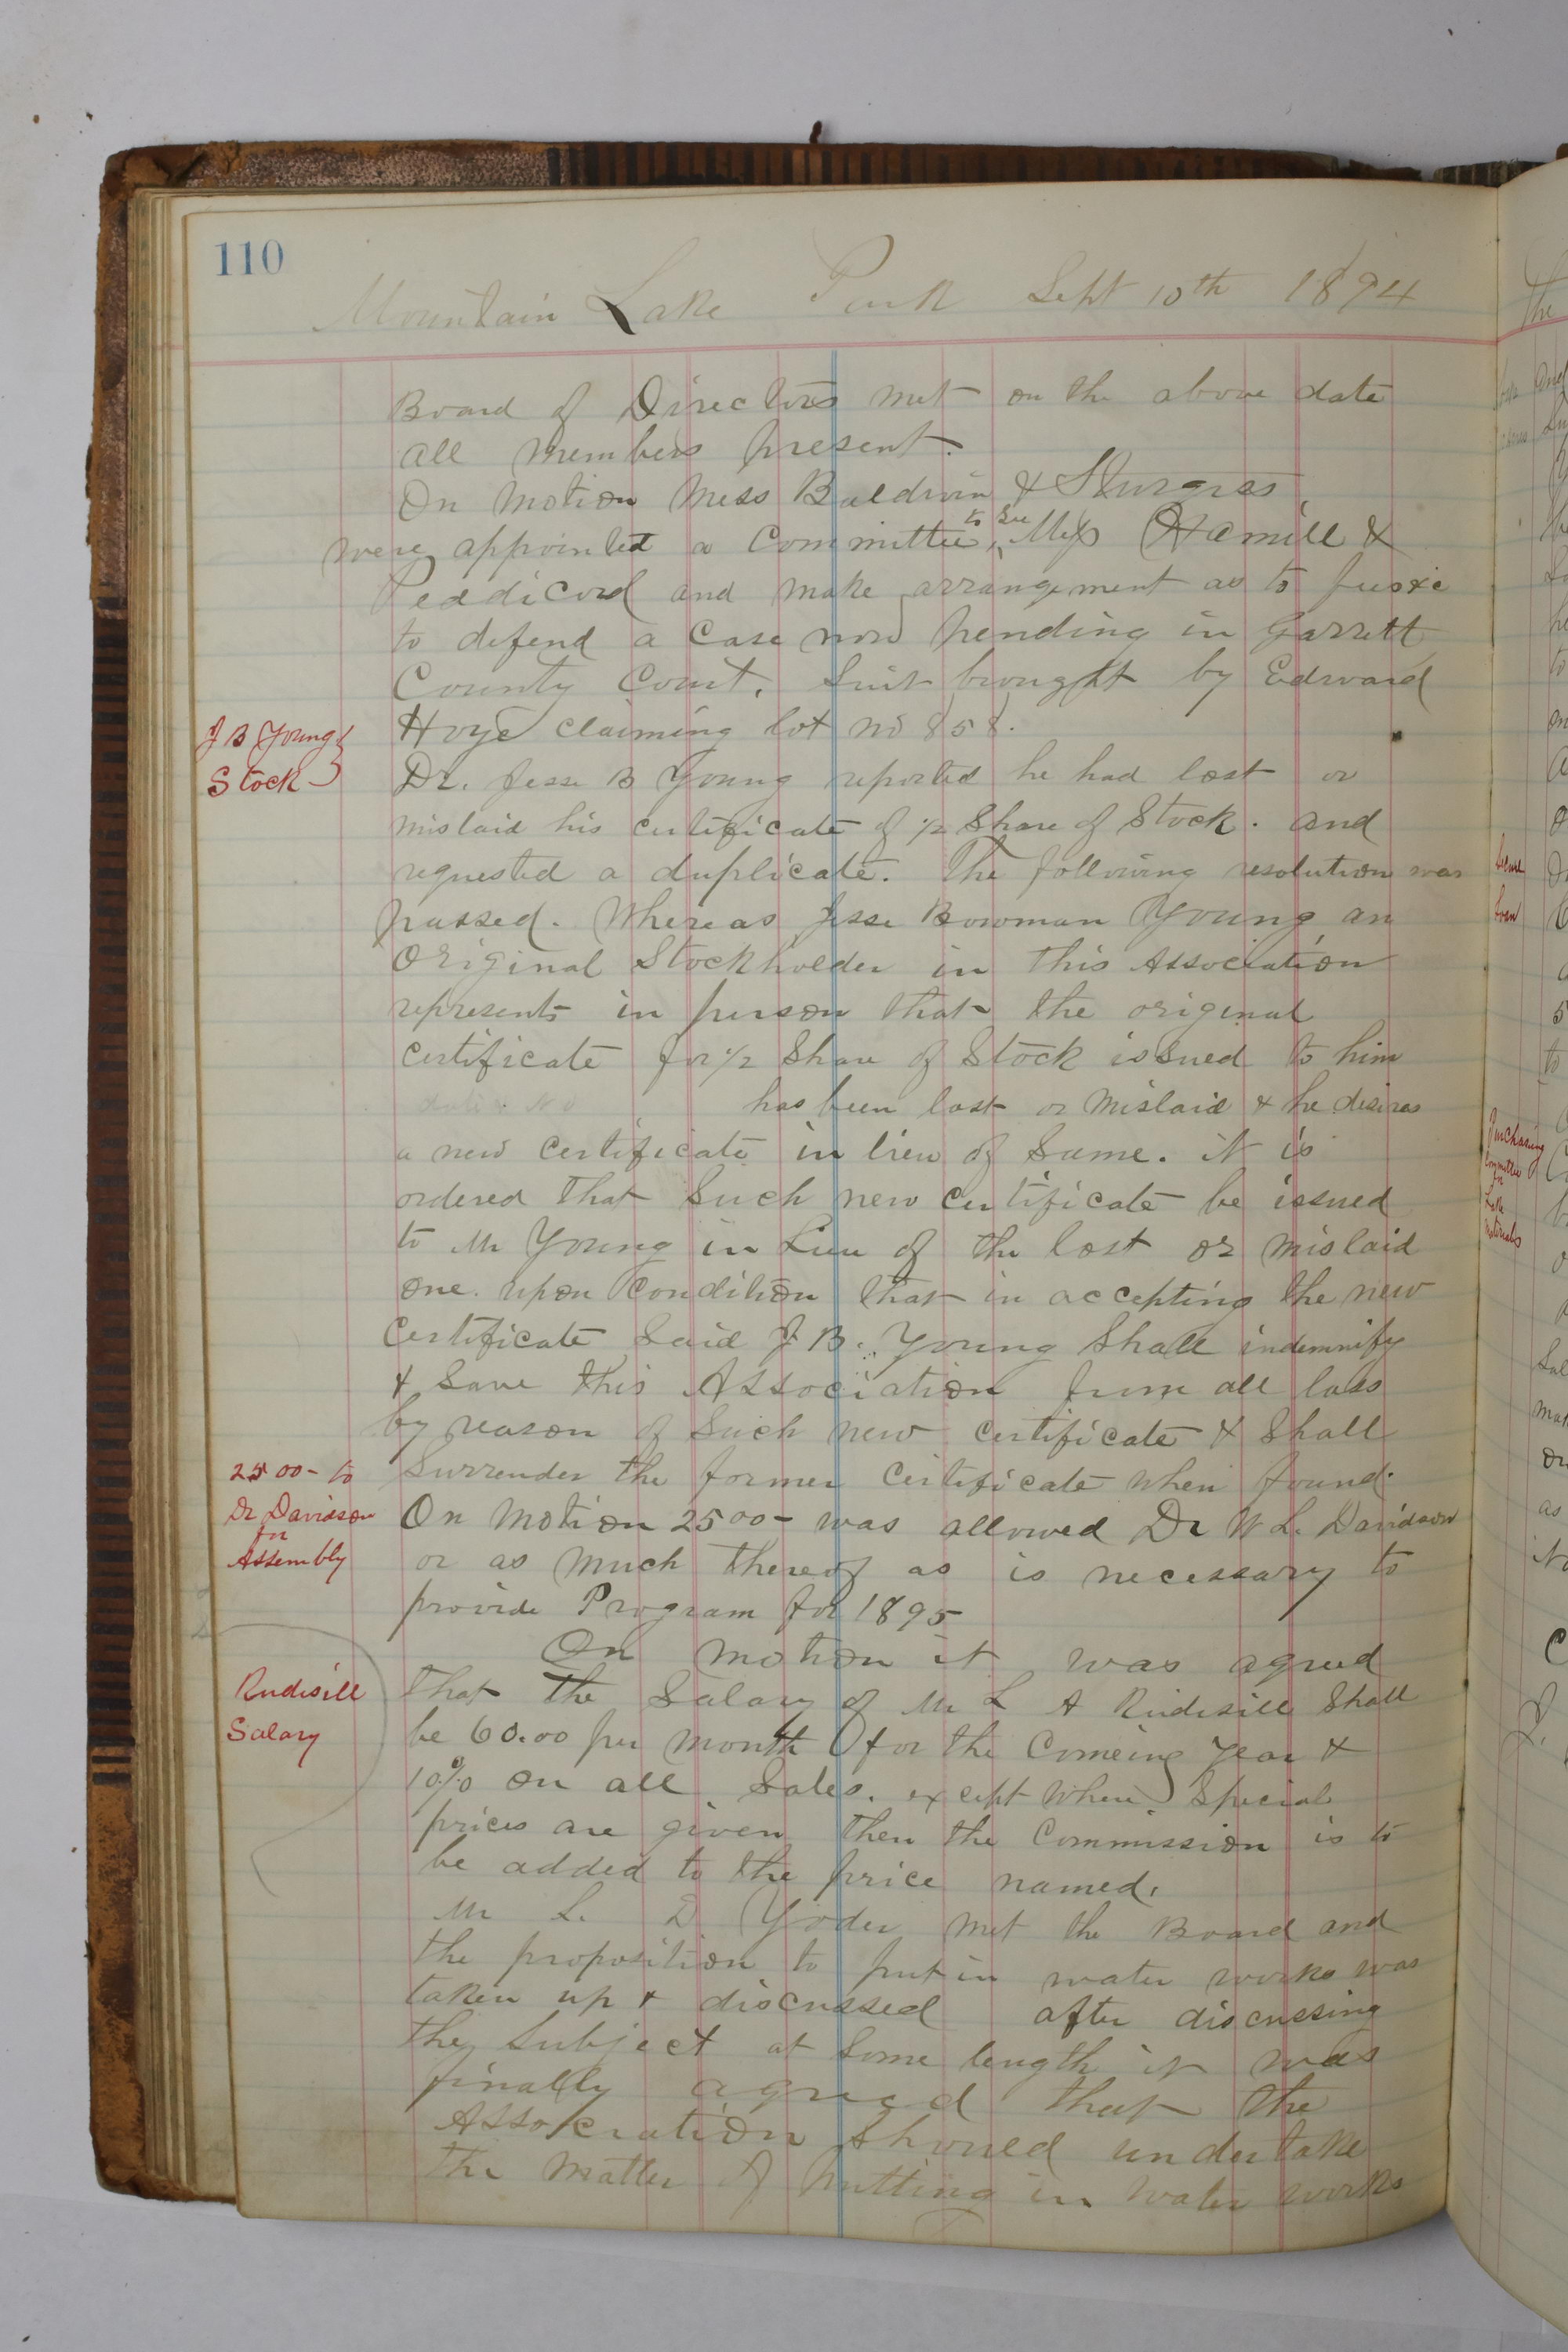 110
Mountain Lake Park Sept 10th 1894
Board of Directors met on the above date
all members present.
On motion Mess Baldwin & Sturgiss
were appointed a Committee to see Mess Hamill &
Peddicord and make arrangement as to
to defend a Case now pending in Garrett
County Court, Suit brought by Edward
Hoye claiming lot no 858.
J B Young
Stock
Dr. Jesse B Young reported he had lost or
mislaid his certificate of 1/2 Share of Stock. and
requested a duplicate. The following resolution was
passed. Whereas Jesse Bowman Young an
Original Stockholder in this Association
represents in person that the original
certificate for 1/2 Share of Stock issued to him
date & No has been lost or mislaid & he desires
a new certificate in lieu of Same. it is
ordered that Such new certificate be issued
to Mr Young in Lieu of the lost or mislaid
one. upon condition that in accepting the new
Certificate Said J. B. Young Shall indemnify
& Save this Association from all loss
by reason of Such new certificate & Shall
Surrender the former Certificate when found.
2500- to
Dr Davidson
for
Assembly
On Motion 2500- was allowed Dr W L. Davidson
or as much thereof as is necessary to
provide Program for 1895
On motion it was agreed
Rudisill
Salary
that the Salary of Mr L A Rudisill Shall
be 60.00 per month for the Comeing Year &
10% on all Sales. except when Special
prices are given then the Commission is to
be added to the price named.
Mr L. D Yoder met the Board and
the proposition to put in water works was
taken up & discussed after discussing
the Subject at Some length it was
finally agreed that the
Association should undertake
the matter of putting in water works
Purchasing
Committee
for
Lake
Materials